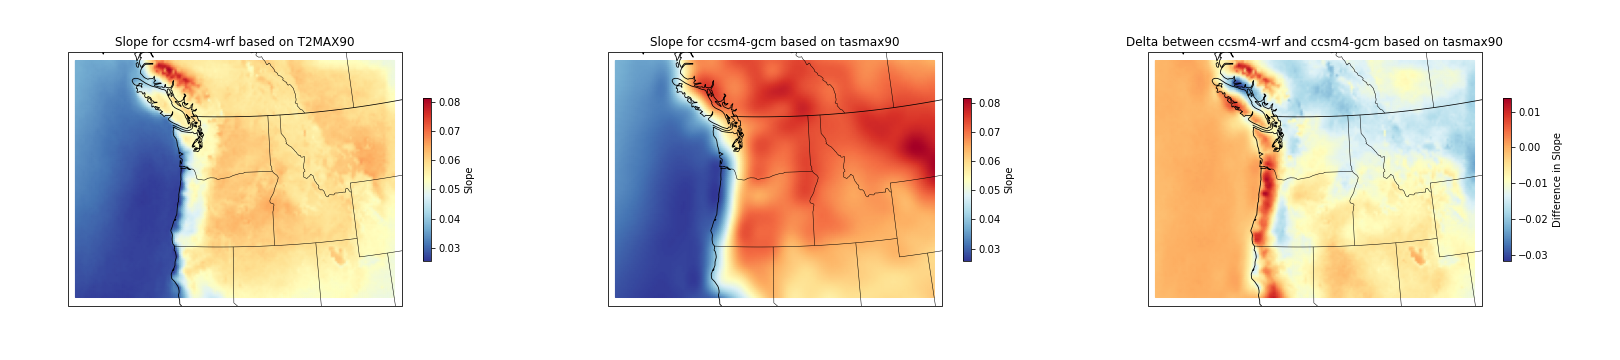 Slope for ccsm4-wrf based on T2MAX90
0.08
0.07
0.06
0.05
0.04
0.03
Slope
Slope for ccsm4-gcm based on tasmax90
0.08
0.07
0.06
0.05
0.04
0.03
Slope
Delta between ccsm4-wrf and ccsm4-gcm based on tasmax90
0.01
0.00
−0.01
−0.02
−0.03
Difference in Slope